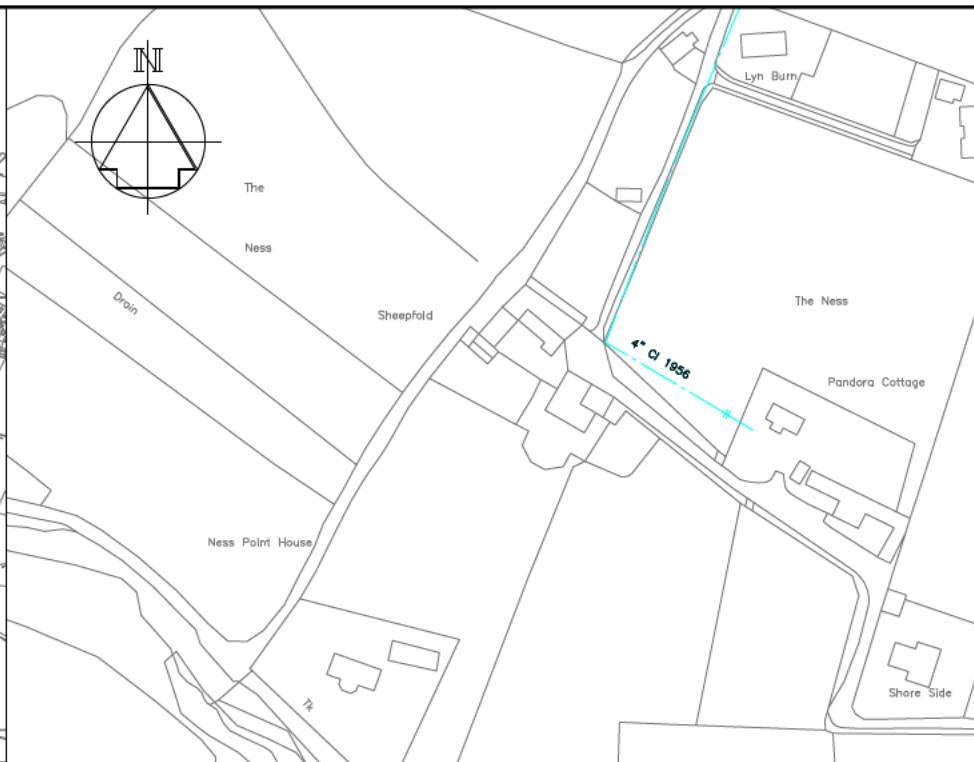 N
Lyn Burn
The
Ness
Drain
Sheepfold
The Ness
4" CI 1956
Pandora Cottage
Ness Point House
Tk
Shore Side